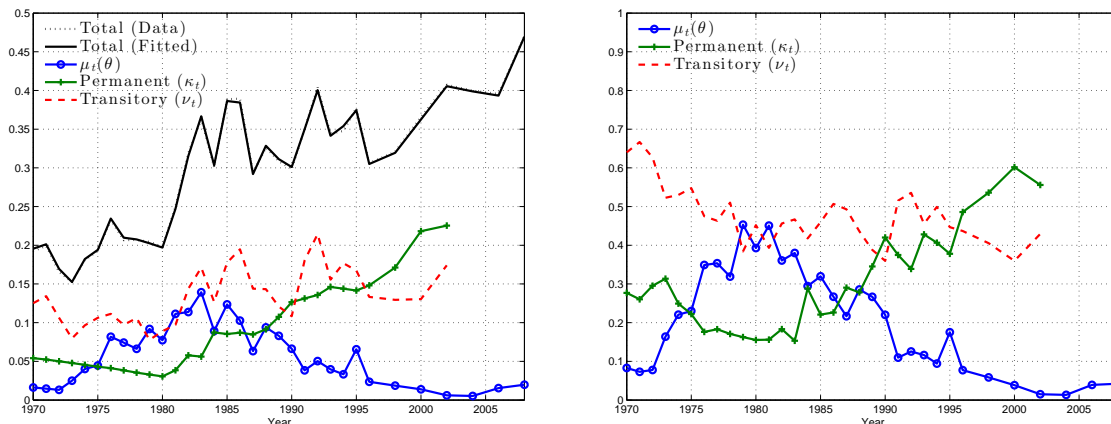 0.5
0.45
0.4
0.35
0.3
0.25
0.2
0.15
0.1
0.05
0
Total (Data)
Total (Fitted)
μt(θ)
Permanent (κt)
Transitory (νt)
1970 1975 1980 1985 1990 1995 2000 2005
Year
1
0.9
0.8
0.7
0.6
0.5
0.4
0.3
0.2
0.1
0
μt(θ)
Permanent (κt)
Transitory (νt)
1970 1975 1980 1985 1990 1995 2000 2005
Year